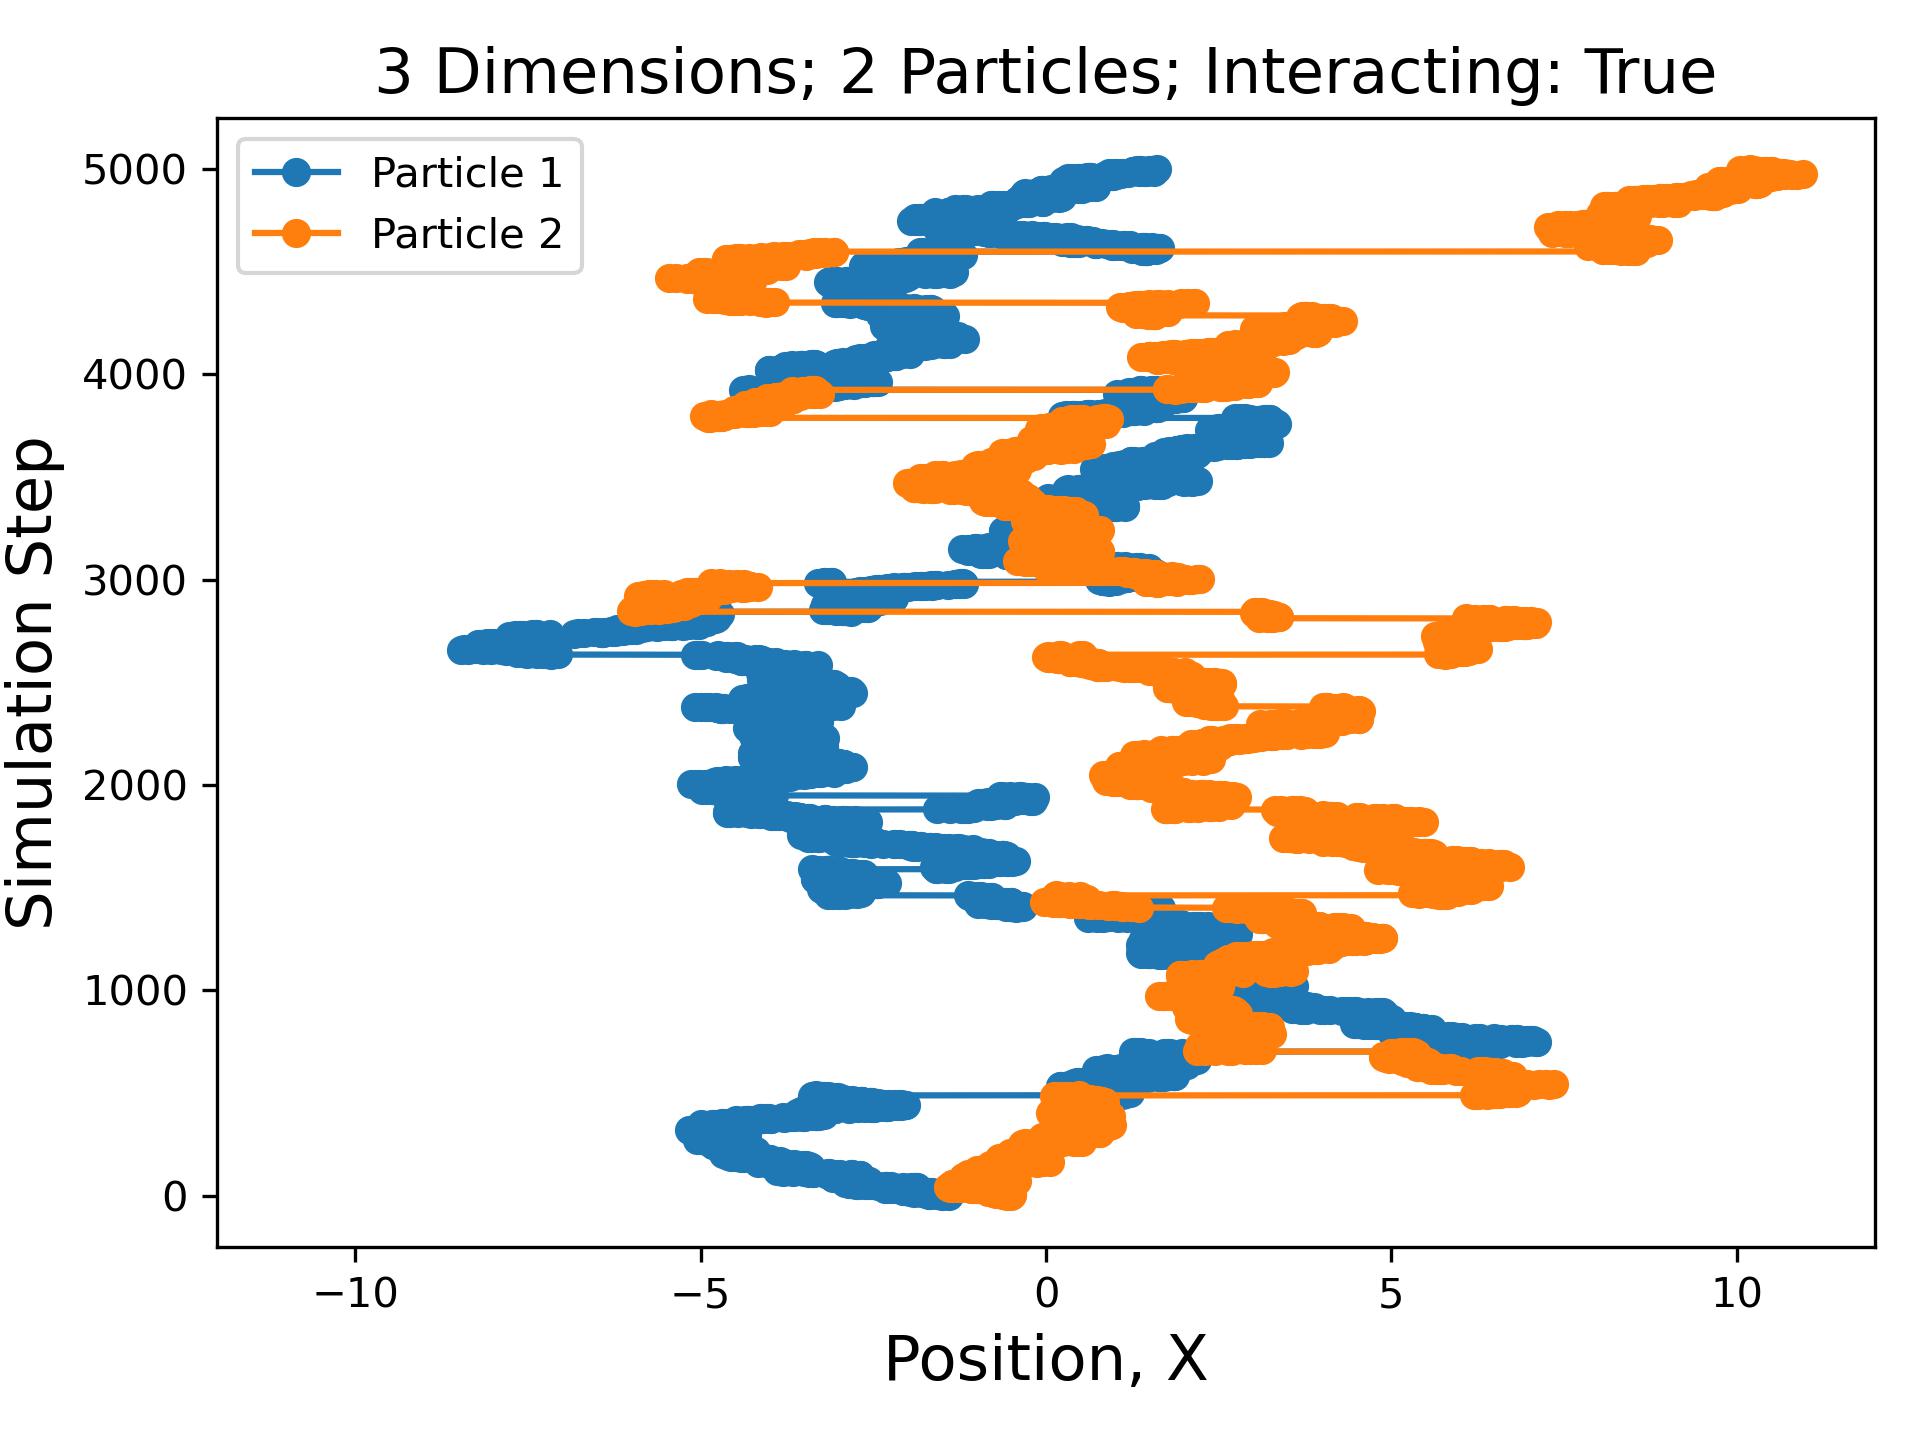 3 Dimensions; 2 Particles; Interacting: True
Particle 1
Particle 2
5000
4000
3000
2000
1000
0
Simulation Step
−10
−5
0
5
10
Position, X